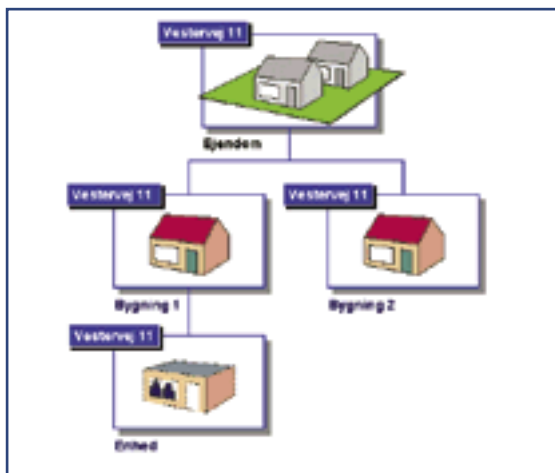 Vestervej 11
Ejendom
Vestervej 11
Vestervej 11
Bygning 1
Bygning 2
Vestervej 11
Enhed